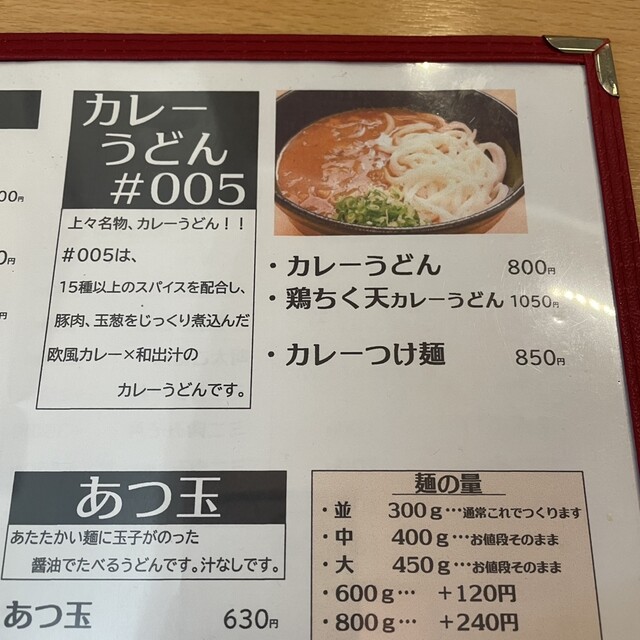 カレー
うどん
＃005
上々名物、カレーうどん！！
＃005は、
15種以上のスパイスを配合し、
豚肉、玉葱をじっくり煮込んだ
欧風カレー×和出汁の
カレーうどんです。
・カレーうどん 800円
・鶏ちく天カレーうどん 1050円
・カレーつけ麺 850円
00円
0円
円
あつ玉
あたたかい麺に玉子がのった
醤油でたべるうどんです。汁なしです。
あつ玉 630円
麺の量
・並 300ｇ…通常これでつくります
・中 400ｇ…お値段そのまま
・大 450ｇ…お値段そのまま
・600ｇ… ＋120円
・800ｇ… ＋240円